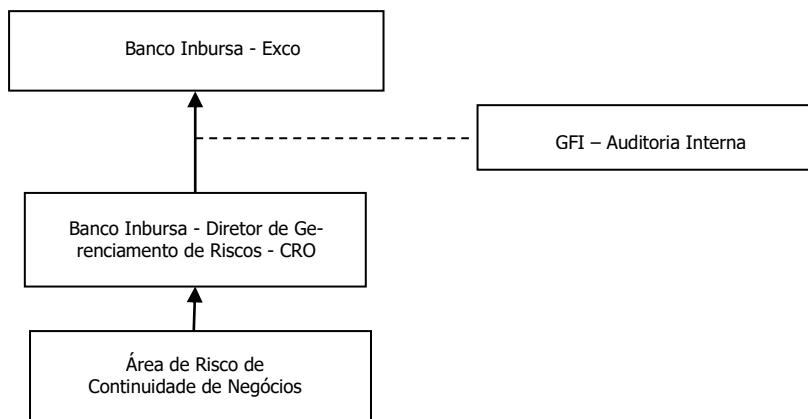 Banco Inbursa - Exco
GFI – Auditoria Interna
Banco Inbursa - Diretor de Ge-
renciamento de Riscos - CRO
Área de Risco de
Continuidade de Negócios